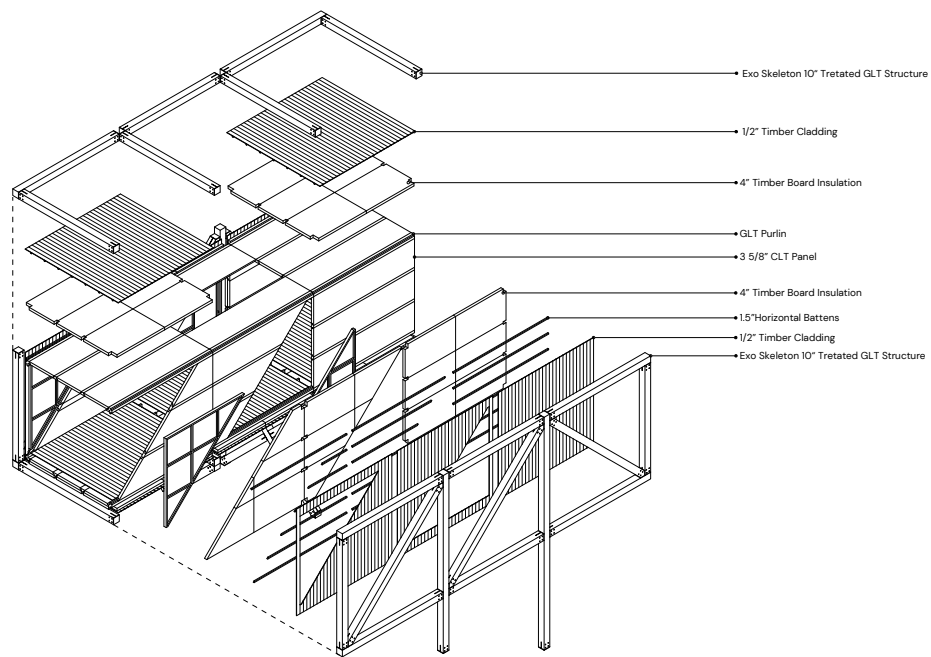 Exo Skeleton 10” Tretated GLT Structure
1/2” Timber Cladding
4” Timber Board Insulation
GLT Purlin
3 5/8” CLT Panel
4” Timber Board Insulation
1.5”Horizontal Battens
1/2” Timber Cladding
Exo Skeleton 10” Tretated GLT Structure